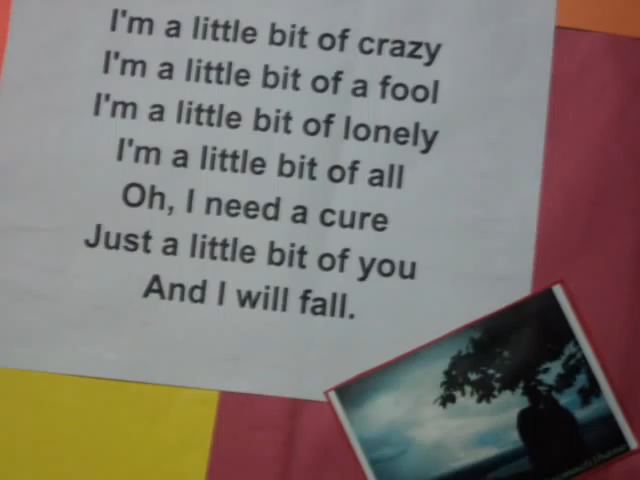 I'm a little bit of crazy
I'm a little bit of a fool
I'm a little bit of lonely
I'm a little bit of all
Oh, I need a cure
Just a little bit of you
And I will fall.